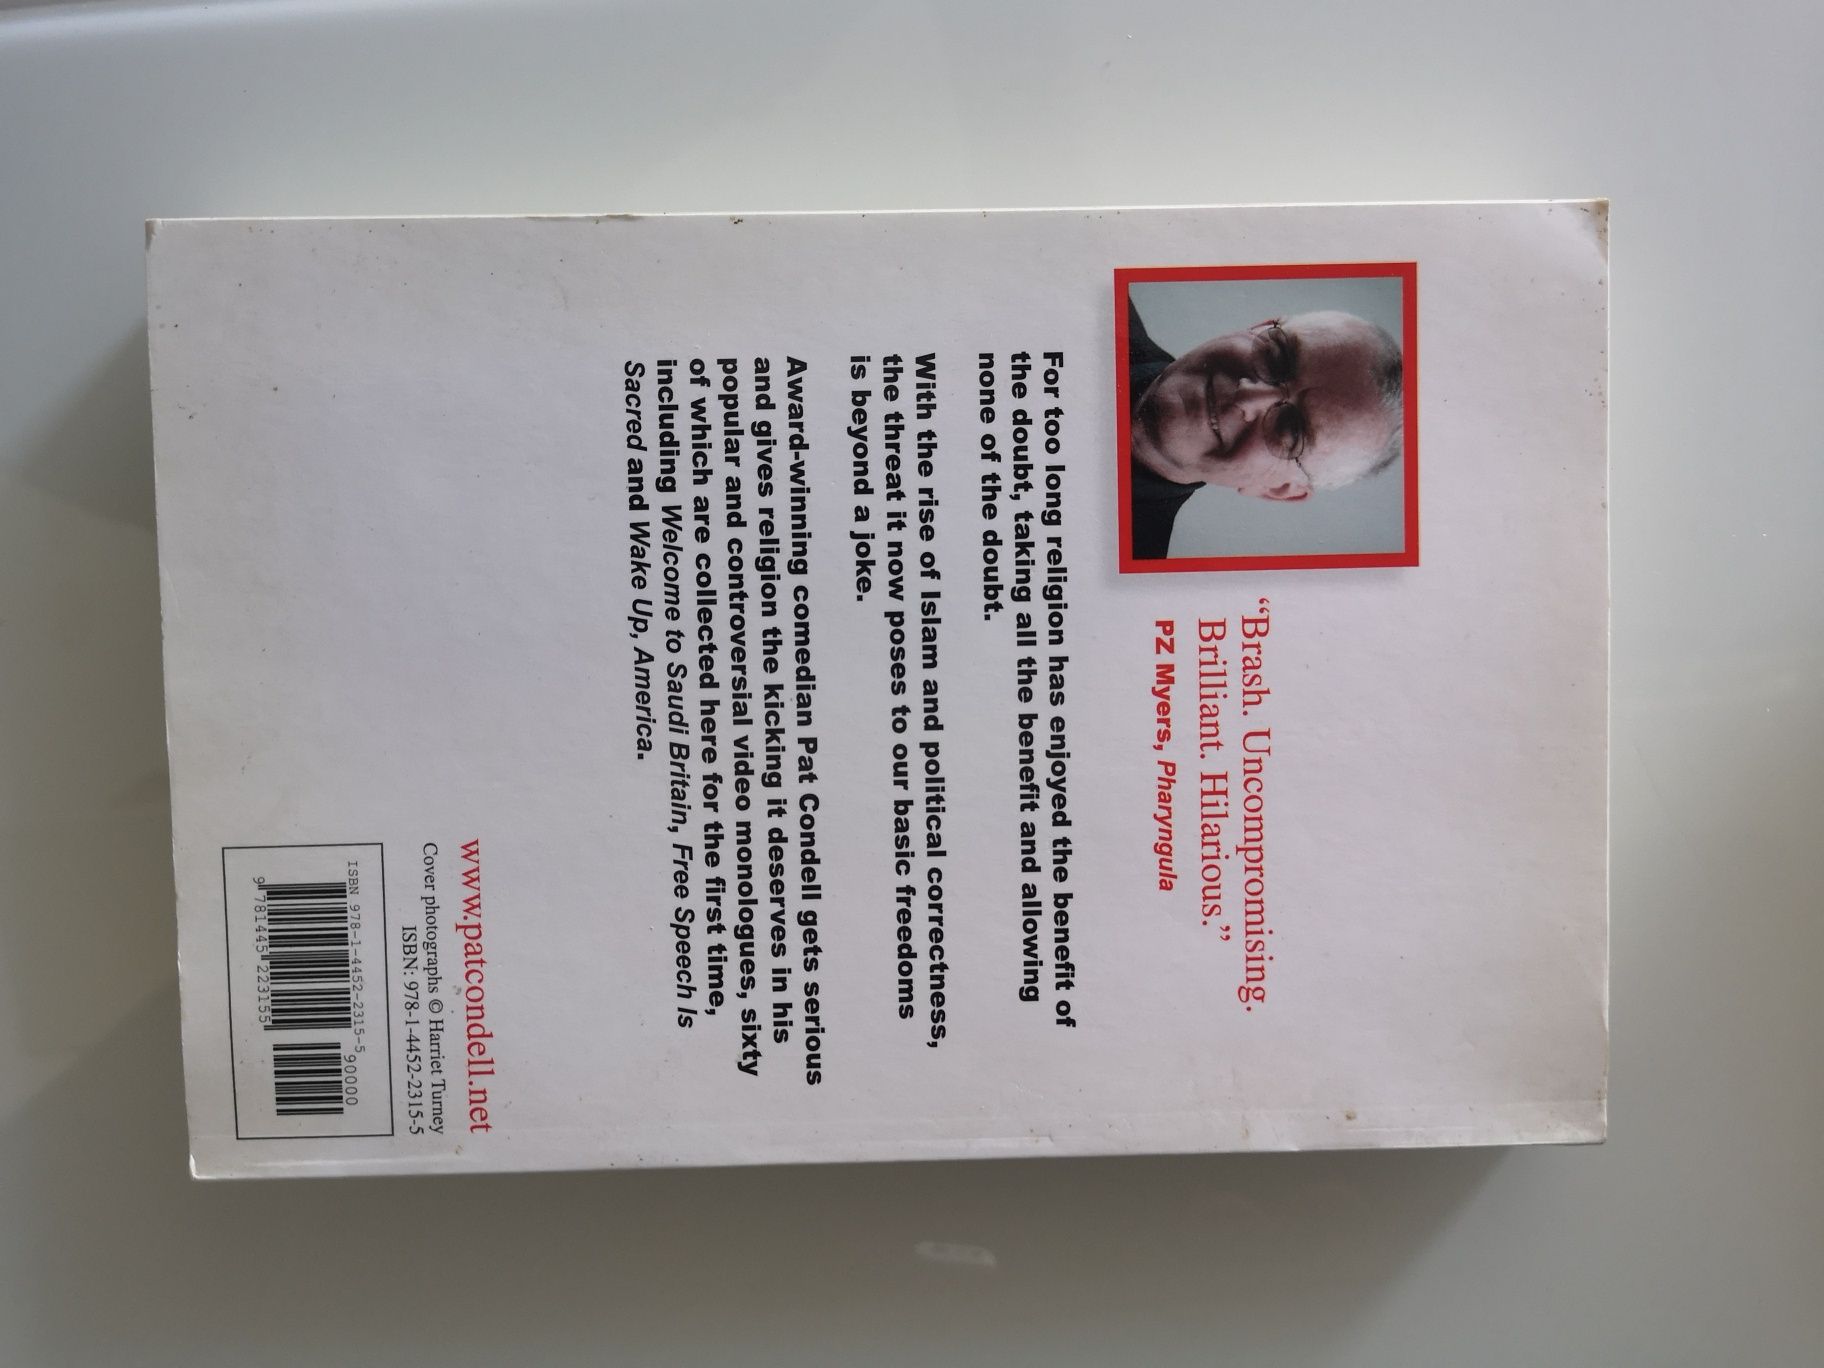 “Brash. Uncompromising.
Brilliant. Hilarious.”
PZ Myers, Pharyngula
For too long religion has enjoyed the benefit of
the doubt, taking all the benefit and allowing
none of the doubt.
With the rise of Islam and political correctness,
the threat it now poses to our basic freedoms
is beyond a joke.
Award-winning comedian Pat Condell gets serious
and gives religion the kicking it deserves in his
popular and controversial video monologues, sixty
of which are collected here for the first time,
including Welcome to Saudi Britain, Free Speech Is
Sacred and Wake Up, America.
www.patcondell.net
Cover photographs © Harriet Turney
ISBN: 978-1-4452-2315-5
ISBN 978-1-4452-2315-5
90000
9 781445 223155